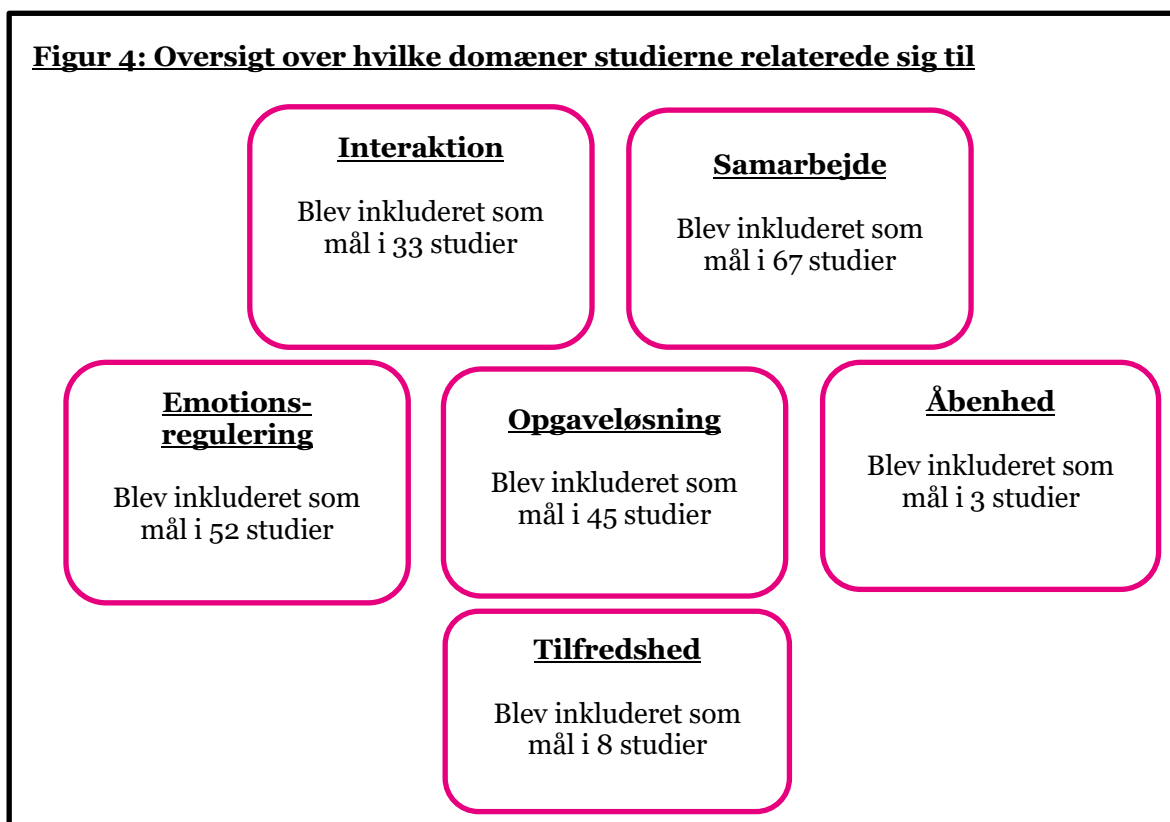 Figur 4: Oversigt over hvilke domæner studierne relaterede sig til
Interaktion
Blev inkluderet som
mål i 33 studier
Samarbejde
Blev inkluderet som
mål i 67 studier
Emotions-
regulering
Blev inkluderet som
mål i 52 studier
Opgaveløsning
Blev inkluderet som
mål i 45 studier
Åbenhed
Blev inkluderet som
mål i 3 studier
Tilfredshed
Blev inkluderet som
mål i 8 studier